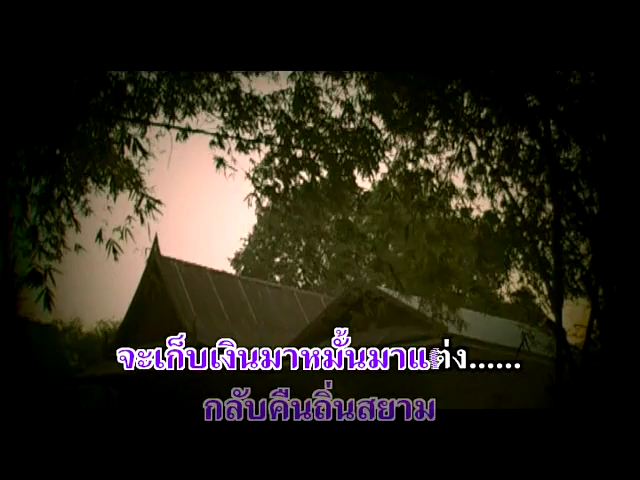 จะเก็บเงินมาหมั้นมาแต่ง......
กลับคืนถิ่นสยาม